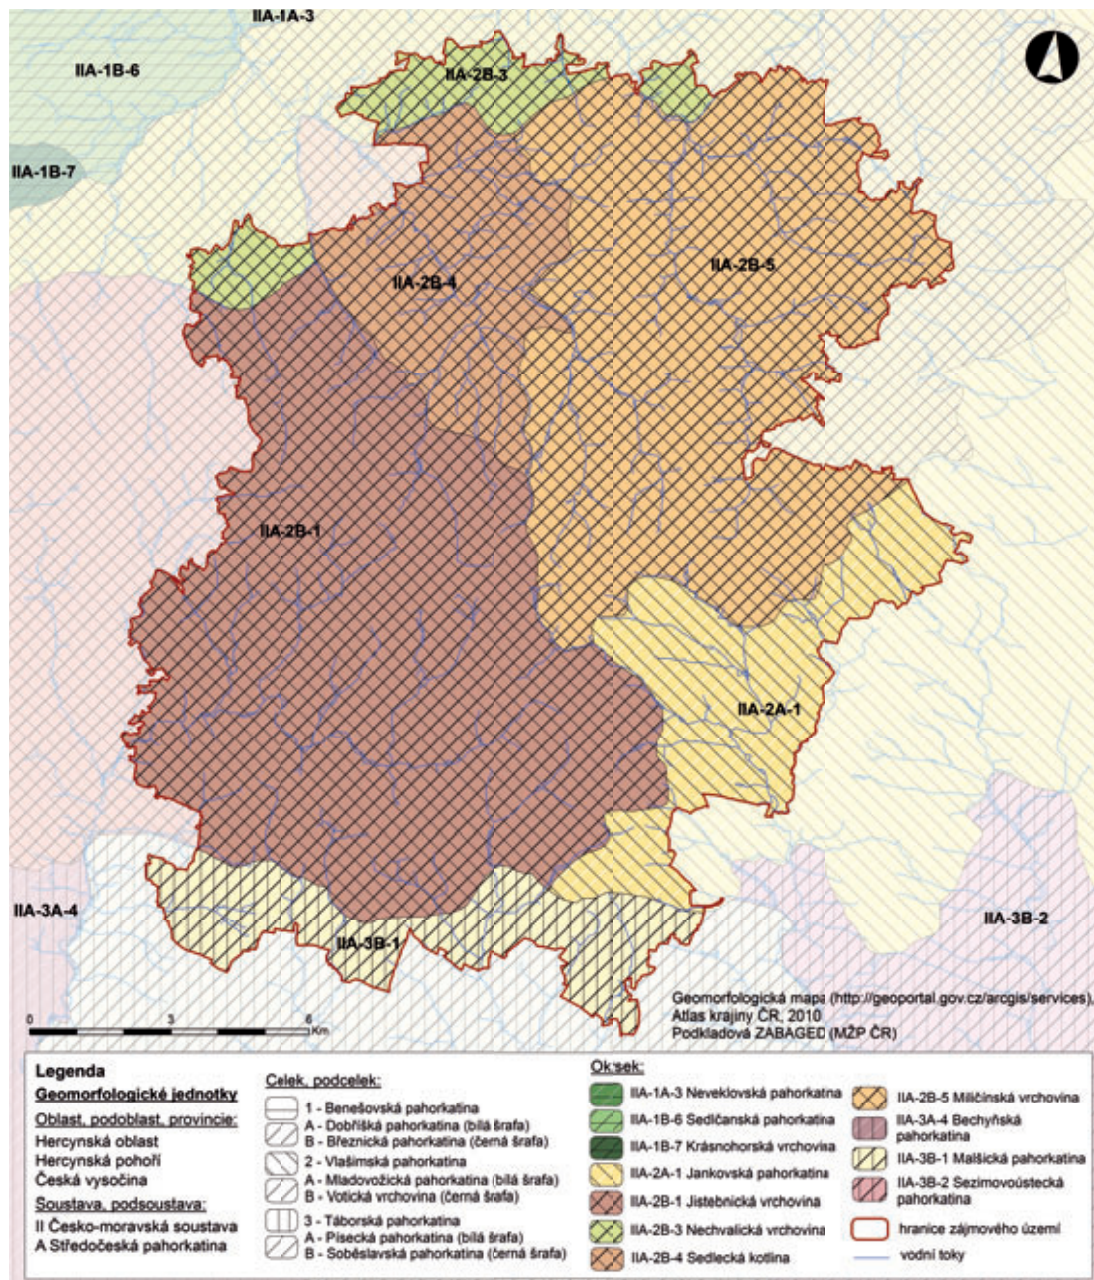 IIA-1A-3
IIA-1B-6
IIA-2B-3
IIA-1B-7
IIA-2B-4
IIA-2B-5
IIA-2B-1
IIA-2A-1
IIA-3A-4
IIA-3B-1
IIA-3B-2
Geomorfologická mapa (http://geoportal.gov.cz/arcgis/services),
Atlas krajiny ČR, 2010
Podkladová ZABAGED (MŽP ČR)
0 3 6
Km
Legenda
Geomorfologické jednotky
Oblast, podoblast, provincie:
Hercynská oblast
Hercynské pohoří
Česká vysočina
Soustava, podsoustava:
II Česko-moravská soustava
A Středočeská pahorkatina
Celek, podcelek:
1 - Benešovská pahorkatina
A - Dobříšká pahorkatina (bílá šrafa)
B - Březnická pahorkatina (černá šrafa)
2 - Vlašimská pahorkatina
A - Mladovožická pahorkatina (bílá šrafa)
B - Votická vrchovina (černá šrafa)
3 - Táborská pahorkatina
A - Písecká pahorkatina (bílá šrafa)
B - Soběslavská pahorkatina (černá šrafa)
Okrsek:
IIA-1A-3 Neveklovská pahorkatina
IIA-1B-6 Sedlčanská pahorkatina
IIA-1B-7 Krásnohorská vrchovina
IIA-2A-1 Jankovská pahorkatina
IIA-2B-1 Jistebnická vrchovina
IIA-2B-3 Nechvalická vrchovina
IIA-2B-4 Sedlecká kotlina
IIA-2B-5 Miličínská vrchovina
IIA-3A-4 Bechyňská
pahorkatina
IIA-3B-1 Malšická pahorkatina
IIA-3B-2 Sezimovoústecká
pahorkatina
hranice zájmového území
vodní toky